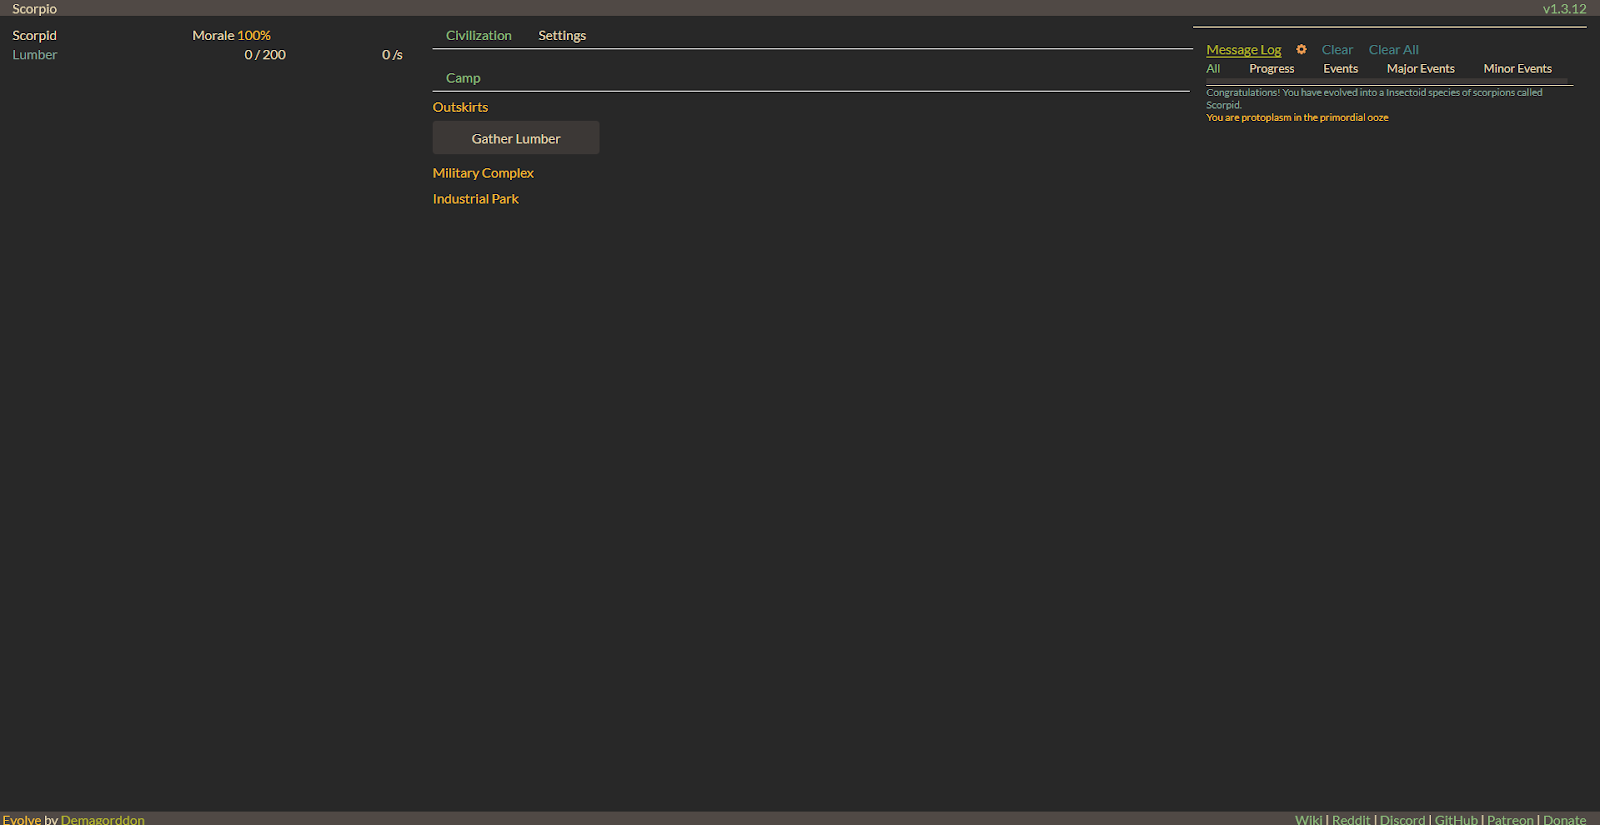 Scorpio v1.3.12
Scorpid Morale 100%
Lumber 0 / 200 0 /s
Civilization Settings
Camp
Outskirts
Gather Lumber
Military Complex
Industrial Park
Message Log Clear Clear All
All Progress Events Major Events Minor Events
Congratulations! You have evolved into a Insectoid species of scorpions called
Scorpid.
You are protoplasm in the primordial ooze
Evolve by Demagorddon
Wiki | Reddit | Discord | GitHub | Patreon | Donate